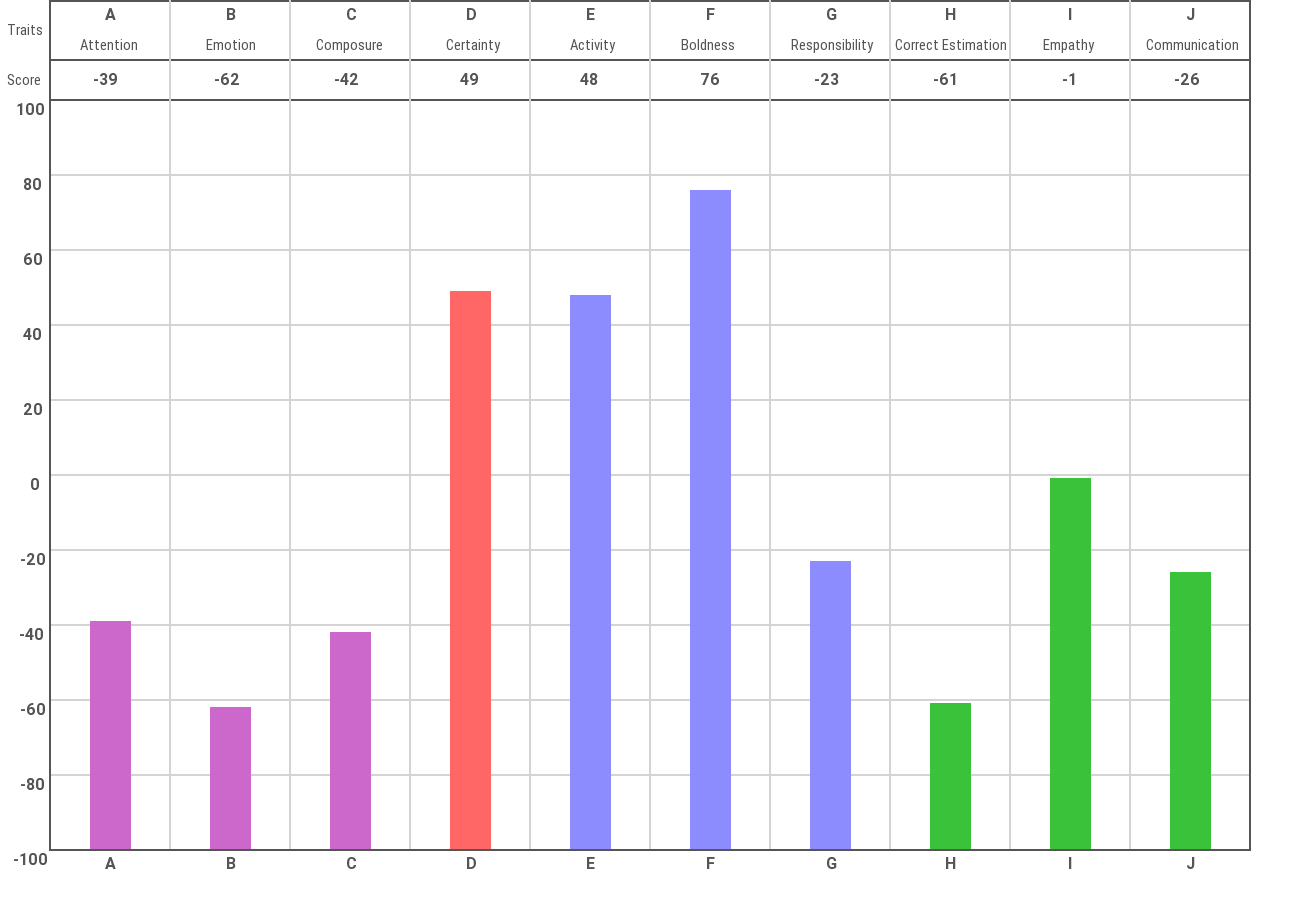 A B C D E F G H I J
Traits
Attention Emotion Composure Certainty Activity Boldness Responsibility Correct Estimation Empathy Communication
Score -39 -62 -42 49 48 76 -23 -61 -1 -26
100
80
60
40
20
0
-20
-40
-60
-80
-100
A B C D E F G H I J